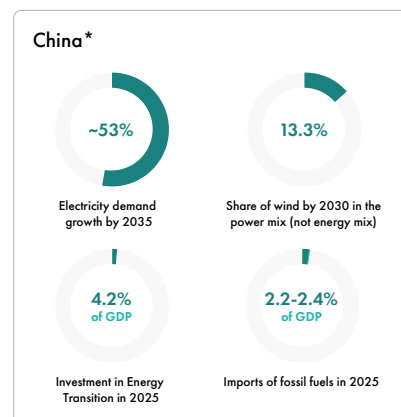 China*
~53%
Electricity demand
growth by 2035
13.3%
Share of wind by 2030 in the
power mix (not energy mix)
4.2%
of GDP
Investment in Energy
Transition in 2025
2.2-2.4%
of GDP
Imports of fossil fuels in 2025